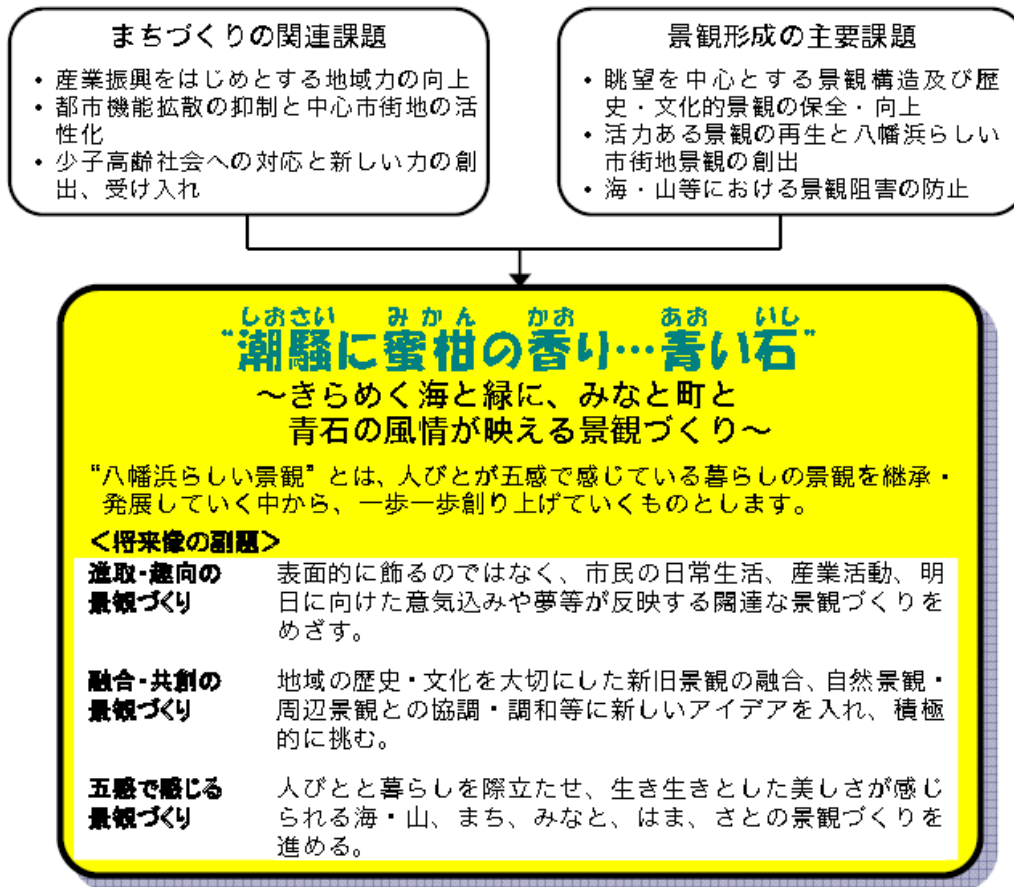 まちづくりの関連課題
• 産業振興をはじめとする地域力の向上
• 都市機能拡散の抑制と中心市街地の活
性化
• 少子高齢社会への対応と新しい力の創
出、受け入れ
景観形成の主要課題
• 眺望を中心とする景観構造及び歴
史・文化的景観の保全・向上
• 活力ある景観の再生と八幡浜らしい
市街地景観の創出
• 海・山等における景観阻害の防止
しおさい みかん かお あお いし
“潮騒に蜜柑の香り…青い石”
～きらめく海と緑に、みなと町と
青石の風情が映える景観づくり～
“八幡浜らしい景観”とは、人びとが五感で感じている暮らしの景観を継承・
発展していく中から、一歩一歩創り上げていくものとします。
＜将来像の副題＞
進取・趣向の
景観づくり
表面的に飾るのではなく、市民の日常生活、産業活動、明
日に向けた意気込みや夢等が反映する闊達な景観づくりを
めざす。
融合・共創の
景観づくり
地域の歴史・文化を大切にした新旧景観の融合、自然景観・
周辺景観との協調・調和等に新しいアイデアを入れ、積極
的に挑む。
五感で感じる
景観づくり
人びとと暮らしを際立たせ、生き生きとした美しさが感じ
られる海・山、まち、みなと、はま、さとの景観づくりを
進める。